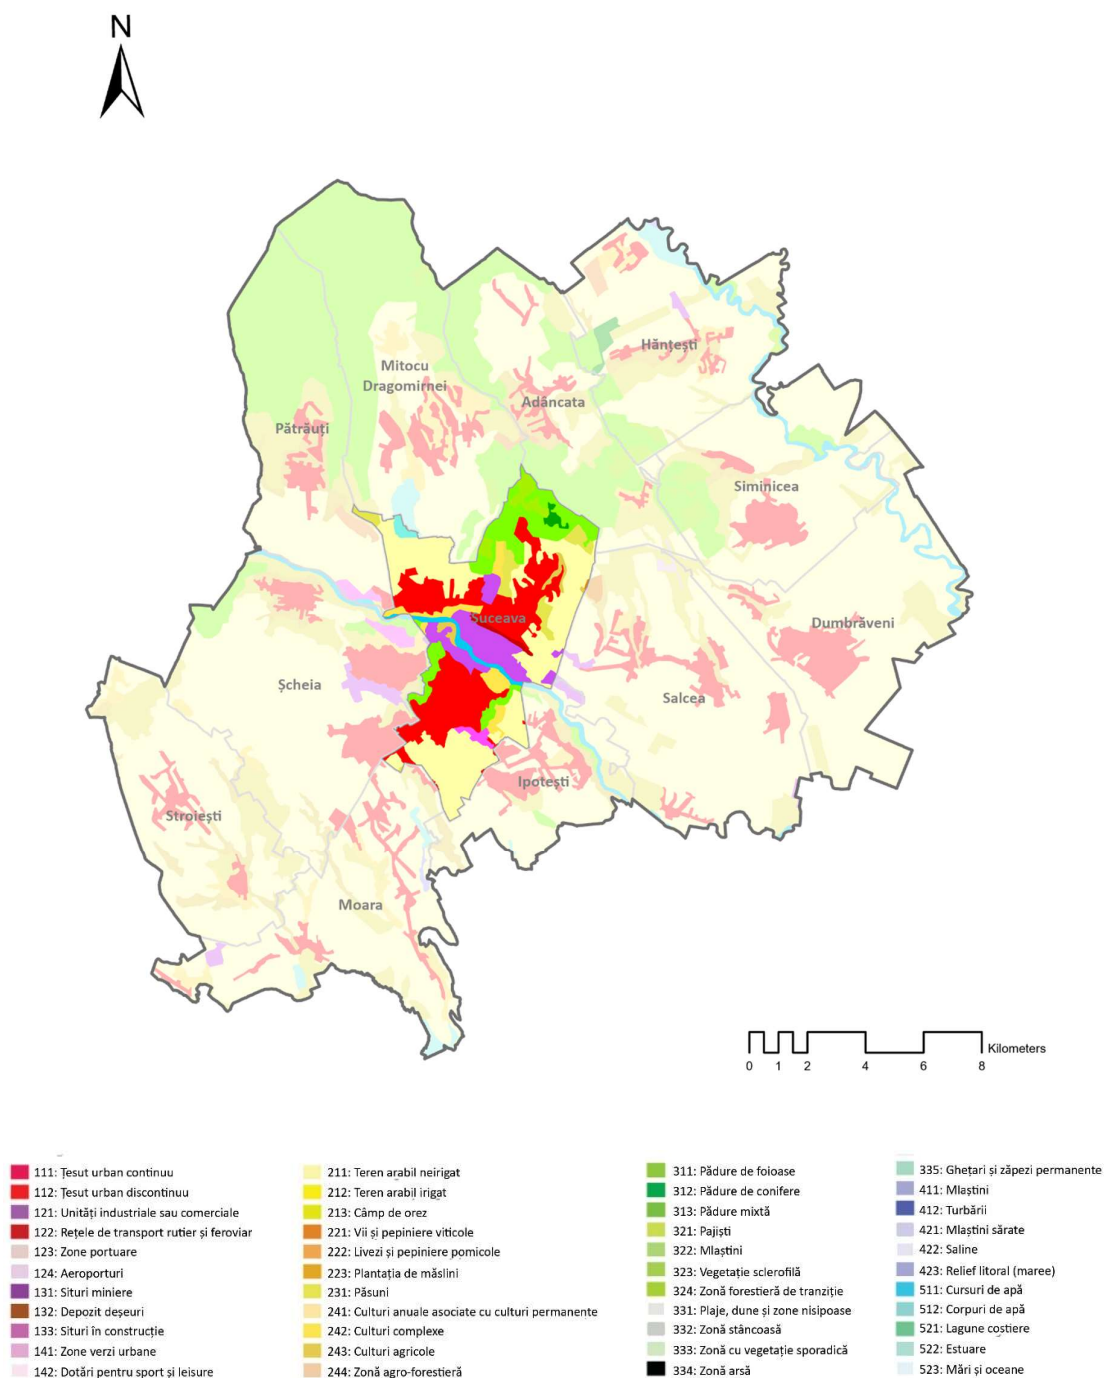 N
Hănțești
Mitocu
Dragomirnei
Adâncata
Pătrăuți
Siminicea
Suceava
Dumbrăveni
Șcheia
Salcea
Ipotești
Stroiești
Moara
Kilometers
0 1 2 4 6 8
111: Țesut urban continuu
112: Țesut urban discontinuu
121: Unități industriale sau comerciale
122: Rețele de transport rutier și feroviar
123: Zone portuare
124: Aeroporturi
131: Situri miniere
132: Depozit deșeuri
133: Situri în construcție
141: Zone verzi urbane
142: Dotări pentru sport și leisure
211: Teren arabil neirigat
212: Teren arabil irigat
213: Câmp de orez
221: Vii și pepiniere viticole
222: Livezi și pepiniere pomicole
223: Plantația de măslini
231: Păsuni
241: Culturi anuale asociate cu culturi permanente
242: Culturi complexe
243: Culturi agricole
244: Zonă agro-forestieră
311: Pădure de foioase
312: Pădure de conifere
313: Pădure mixtă
321: Pajiști
322: Mlaștini
323: Vegetație sclerofilă
324: Zonă forestieră de tranziție
331: Plaje, dune și zone nisipoase
332: Zonă stâncoasă
333: Zonă cu vegetație sporadică
334: Zonă arsă
335: Ghețari și zăpezi permanente
411: Mlaștini
412: Turbării
421: Mlaștini sărate
422: Saline
423: Relief litoral (maree)
511: Cursuri de apă
512: Corpuri de apă
521: Lagune costiere
522: Estuare
523: Mări și oceane